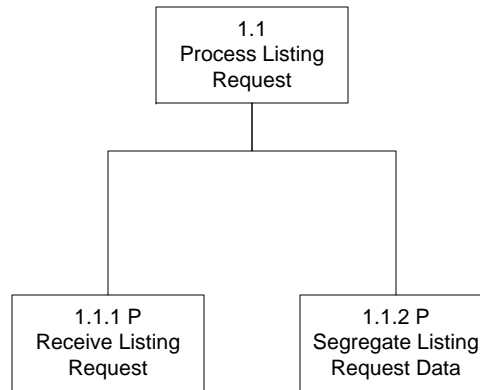 1.1
Process Listing
Request
1.1.1 P
Receive Listing
Request
1.1.2 P
Segregate Listing
Request Data